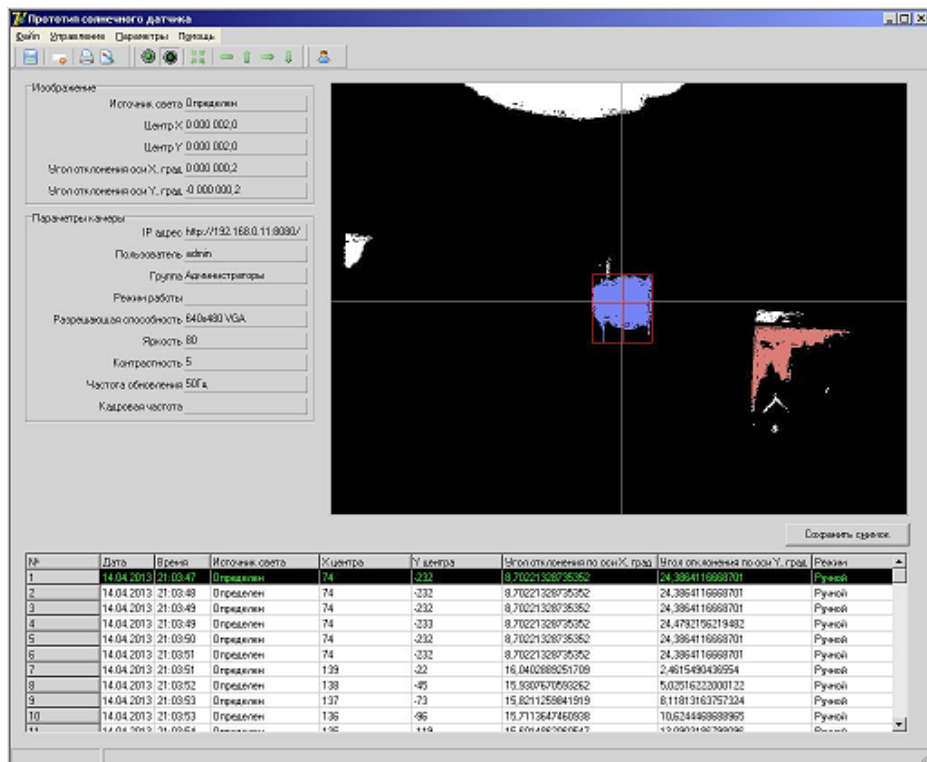 Прототип солнечного датчика
Файл Управление Параметры Помощь
Изображение
Источник света Определен
Центр X 0 000 002,0
Центр Y 0 000 002,0
Угол отклонения оси X, град 0 000 000,2
Угол отклонения оси Y, град -0 000 000,2
Параметры камеры
IP адрес http://192.168.0.11:8080/
Пользователь admin
Группа Администраторы
Режим работы
Разрешающая способность 640x480 VGA
Яркость 80
Контрастность 5
Частота обновления 50Гц
Кадровая частота
Сохранить снимок
№ Дата Время Источник света X центра Y центра Угол отклонения по оси X, град Угол отклонения по оси Y, град Режим
1 14.04.2013 21:03:47 Определен 74 -232 8,70221328735352 24,3864116668701 Ручной
2 14.04.2013 21:03:48 Определен 74 -232 8,70221328735352 24,3864116668701 Ручной
3 14.04.2013 21:03:49 Определен 74 -232 8,70221328735352 24,3864116668701 Ручной
4 14.04.2013 21:03:49 Определен 74 -233 8,70221328735352 24,4792156219482 Ручной
5 14.04.2013 21:03:50 Определен 74 -232 8,70221328735352 24,3864116668701 Ручной
6 14.04.2013 21:03:51 Определен 74 -232 8,70221328735352 24,3864116668701 Ручной
7 14.04.2013 21:03:51 Определен 139 -22 16,0402889251709 2,4615490436554 Ручной
8 14.04.2013 21:03:52 Определен 138 -45 15,9307670593262 5,02516222000122 Ручной
9 14.04.2013 21:03:53 Определен 137 -73 15,8211259841919 8,11813163757324 Ручной
10 14.04.2013 21:03:53 Определен 136 -96 15,7113647460938 10,6244468688965 Ручной